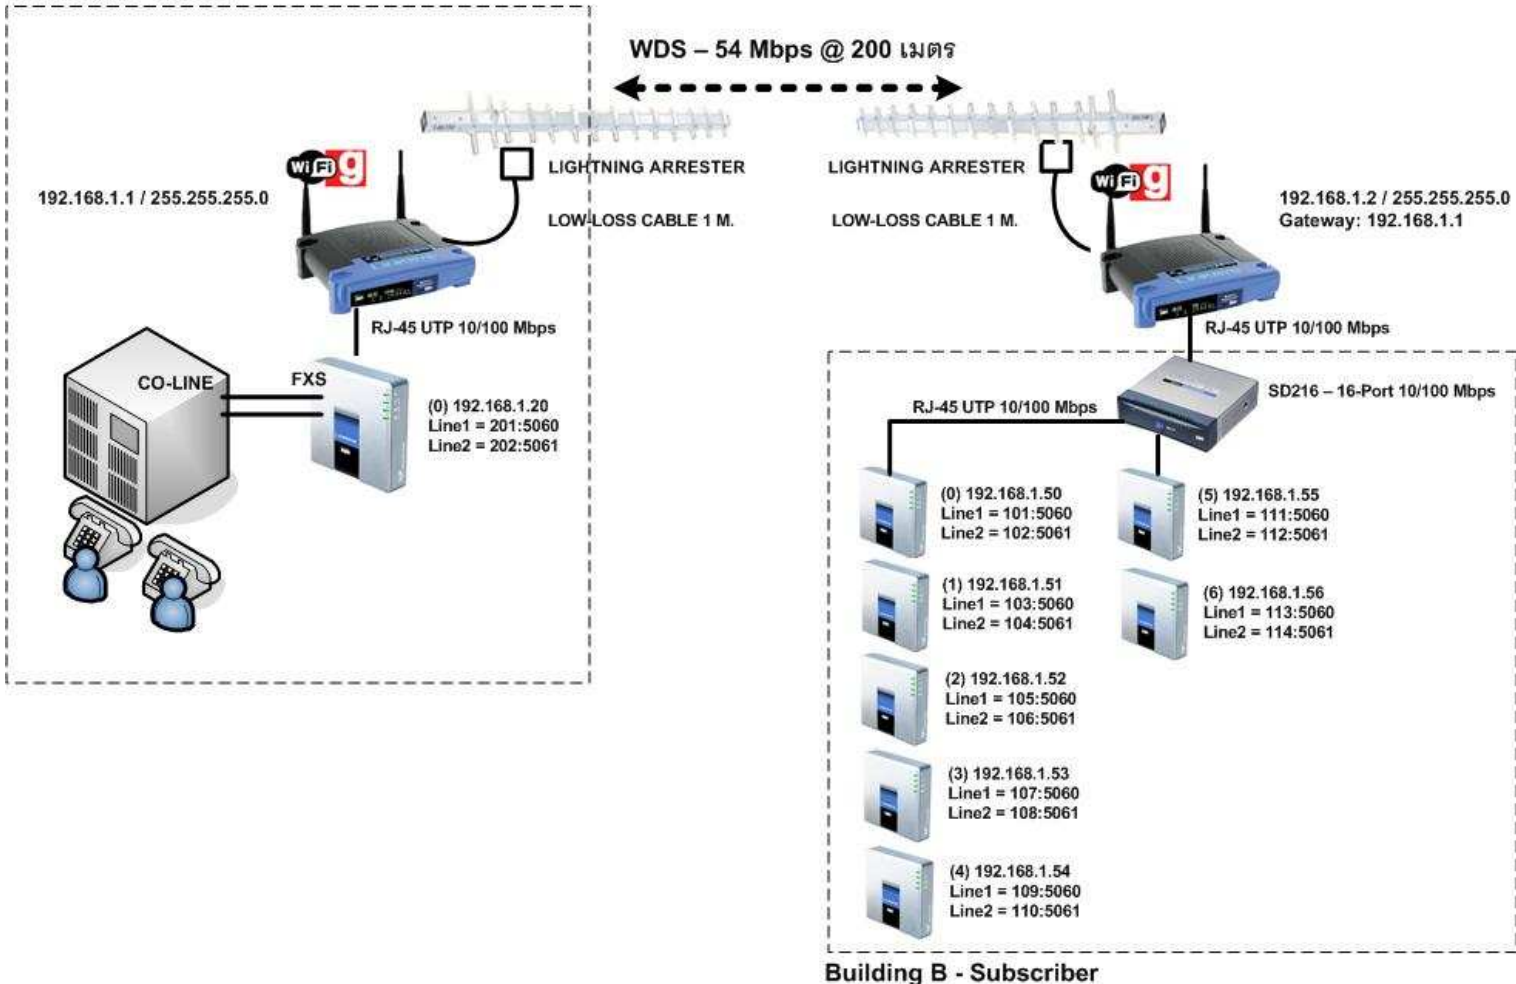 WDS – 54 Mbps @ 200 เมตร
LIGHTNING ARRESTER
LIGHTNING ARRESTER
WiFi g
WiFi g
192.168.1.1 / 255.255.255.0
192.168.1.2 / 255.255.255.0
Gateway: 192.168.1.1
LOW-LOSS CABLE 1 M.
LOW-LOSS CABLE 1 M.
RJ-45 UTP 10/100 Mbps
RJ-45 UTP 10/100 Mbps
CO-LINE
FXS
(0) 192.168.1.20
Line1 = 201:5060
Line2 = 202:5061
SD216 – 16-Port 10/100 Mbps
RJ-45 UTP 10/100 Mbps
(0) 192.168.1.50
Line1 = 101:5060
Line2 = 102:5061
(5) 192.168.1.55
Line1 = 111:5060
Line2 = 112:5061
(1) 192.168.1.51
Line1 = 103:5060
Line2 = 104:5061
(6) 192.168.1.56
Line1 = 113:5060
Line2 = 114:5061
(2) 192.168.1.52
Line1 = 105:5060
Line2 = 106:5061
(3) 192.168.1.53
Line1 = 107:5060
Line2 = 108:5061
(4) 192.168.1.54
Line1 = 109:5060
Line2 = 110:5061
Building B - Subscriber